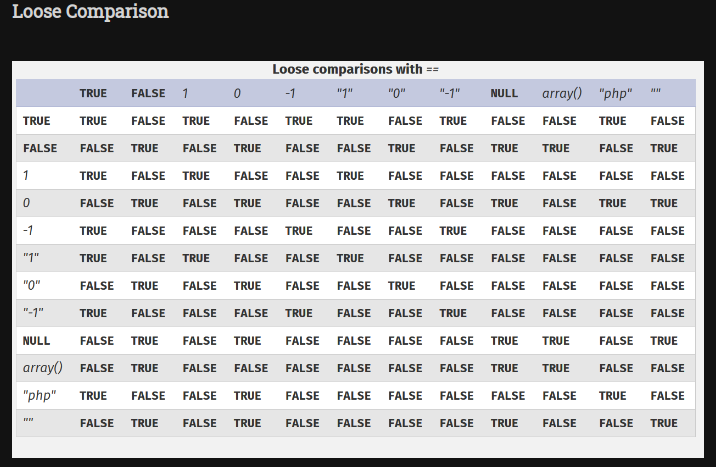 Loose Comparison
Loose comparisons with ==
TRUE FALSE 1 0 -1 "1" "0" "-1" NULL array() "php" ""
TRUE TRUE FALSE TRUE FALSE TRUE TRUE FALSE TRUE FALSE FALSE TRUE FALSE
FALSE FALSE TRUE FALSE TRUE FALSE FALSE TRUE FALSE TRUE TRUE FALSE TRUE
1 TRUE FALSE TRUE FALSE FALSE TRUE FALSE FALSE FALSE FALSE FALSE FALSE
0 FALSE TRUE FALSE TRUE FALSE FALSE TRUE FALSE TRUE FALSE TRUE TRUE
-1 TRUE FALSE FALSE FALSE TRUE FALSE FALSE TRUE FALSE FALSE FALSE FALSE
"1" TRUE FALSE TRUE FALSE FALSE TRUE FALSE FALSE FALSE FALSE FALSE FALSE
"0" FALSE TRUE FALSE TRUE FALSE FALSE TRUE FALSE FALSE FALSE FALSE FALSE
"-1" TRUE FALSE FALSE FALSE TRUE FALSE FALSE TRUE FALSE FALSE FALSE FALSE
NULL FALSE TRUE FALSE TRUE FALSE FALSE FALSE FALSE TRUE TRUE FALSE TRUE
array() FALSE TRUE FALSE FALSE FALSE FALSE FALSE FALSE TRUE TRUE FALSE FALSE
"php" TRUE FALSE FALSE TRUE FALSE FALSE FALSE FALSE FALSE FALSE TRUE FALSE
"" FALSE TRUE FALSE TRUE FALSE FALSE FALSE FALSE TRUE FALSE FALSE TRUE